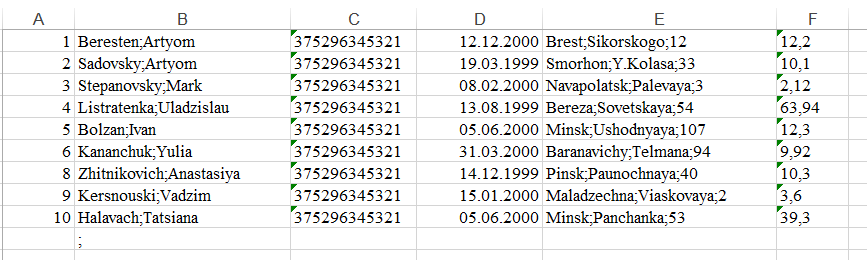 A B C D E F
1 Beresten;Artyom 375296345321 12.12.2000 Brest;Sikorskogo;12 12,2
2 Sadovsky;Artyom 375296345321 19.03.1999 Smorhon;Y.Kolasa;33 10,1
3 Stepanovsky;Mark 375296345321 08.02.2000 Navapolatsk;Palevaya;3 2,12
4 Listratenka;Uladzislau 375296345321 13.08.1999 Bereza;Sovetskaya;54 63,94
5 Bolzan;Ivan 375296345321 05.06.2000 Minsk;Ushodnyaya;107 12,3
6 Kananchuk;Yulia 375296345321 31.03.2000 Baranavichy;Telmana;94 9,92
8 Zhitnikovich;Anastasiya 375296345321 14.12.1999 Pinsk;Paunochnaya;40 10,3
9 Kersnouski;Vadzim 375296345321 15.01.2000 Maladzechna;Viaskovaya;2 3,6
10 Halavach;Tatsiana 375296345321 05.06.2000 Minsk;Panchanka;53 39,3
;